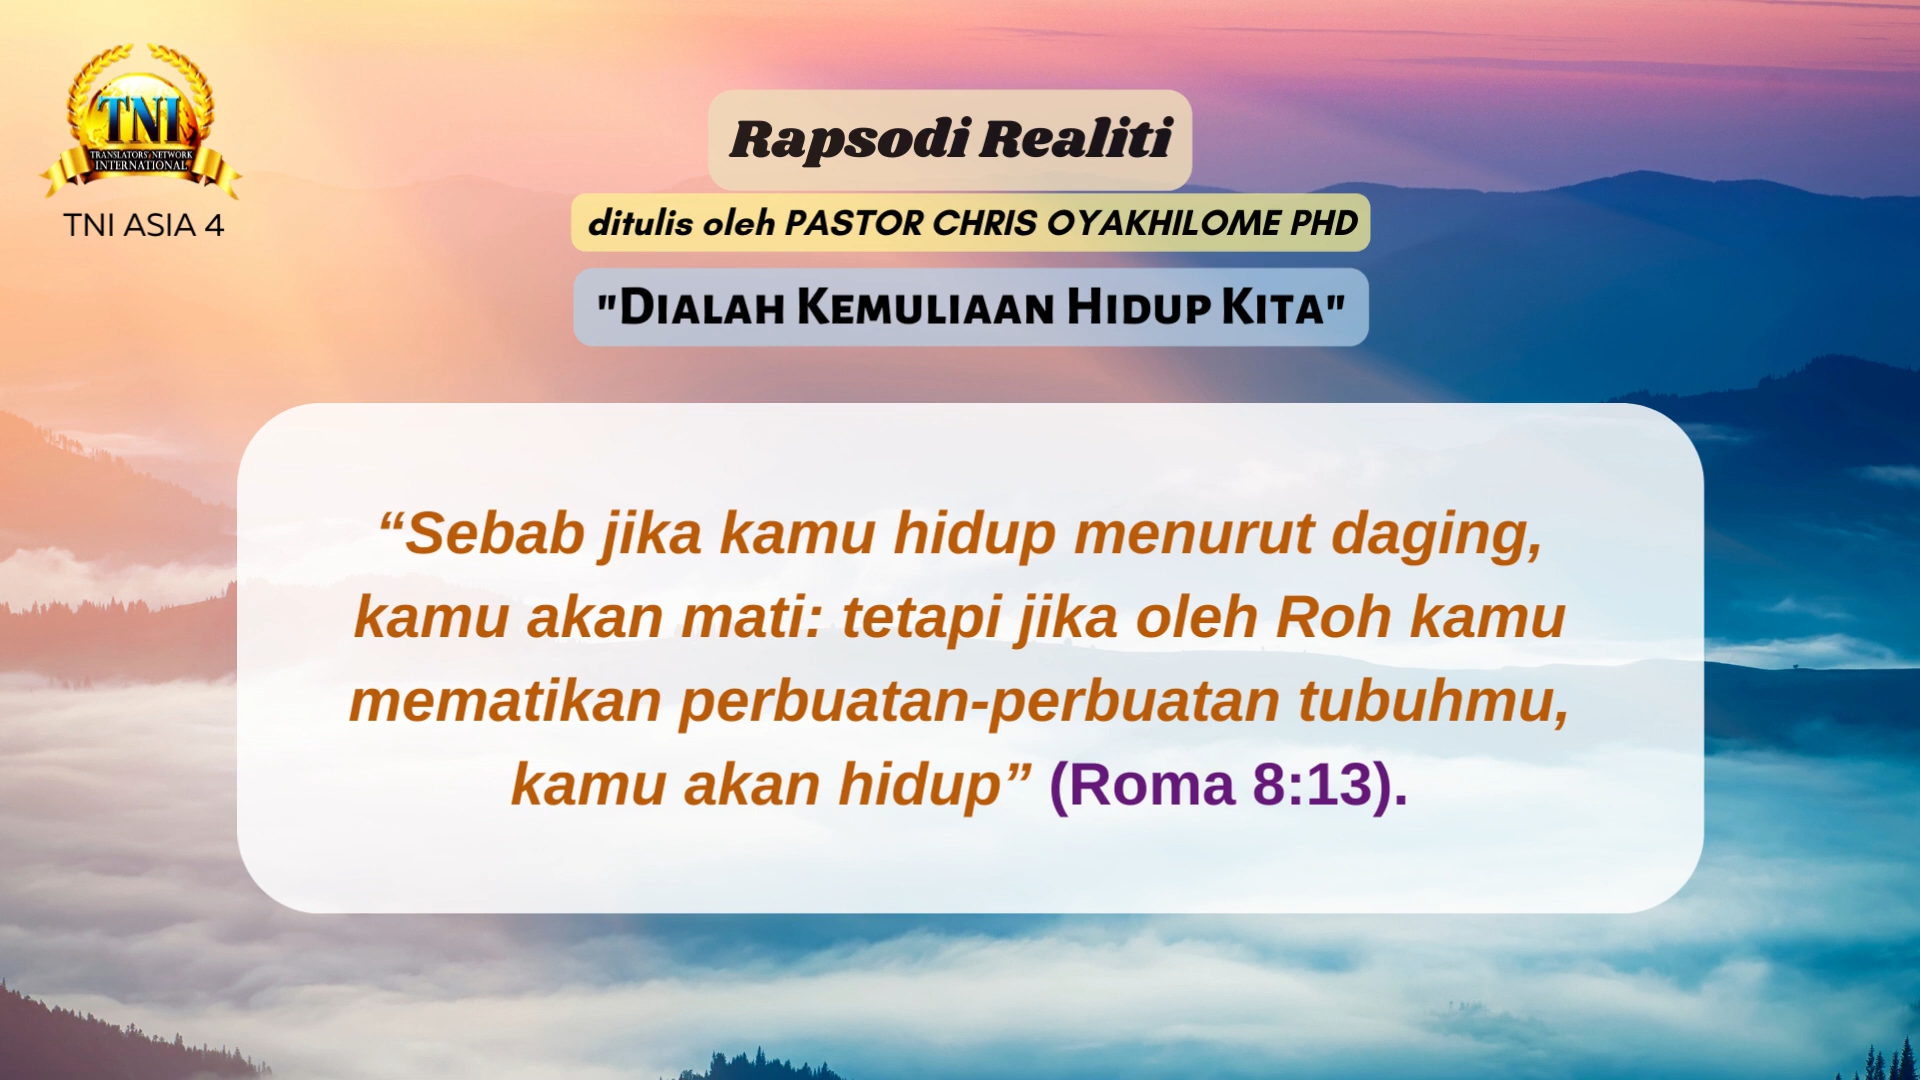 TNI
TRANSLATORS NETWORK
INTERNATIONAL
TNI ASIA 4
Rapsodi Realiti
ditulis oleh PASTOR CHRIS OYAKHILOME PHD
"Dialah Kemuliaan Hidup Kita"
“Sebab jika kamu hidup menurut daging,
kamu akan mati: tetapi jika oleh Roh kamu
mematikan perbuatan-perbuatan tubuhmu,
kamu akan hidup” (Roma 8:13).